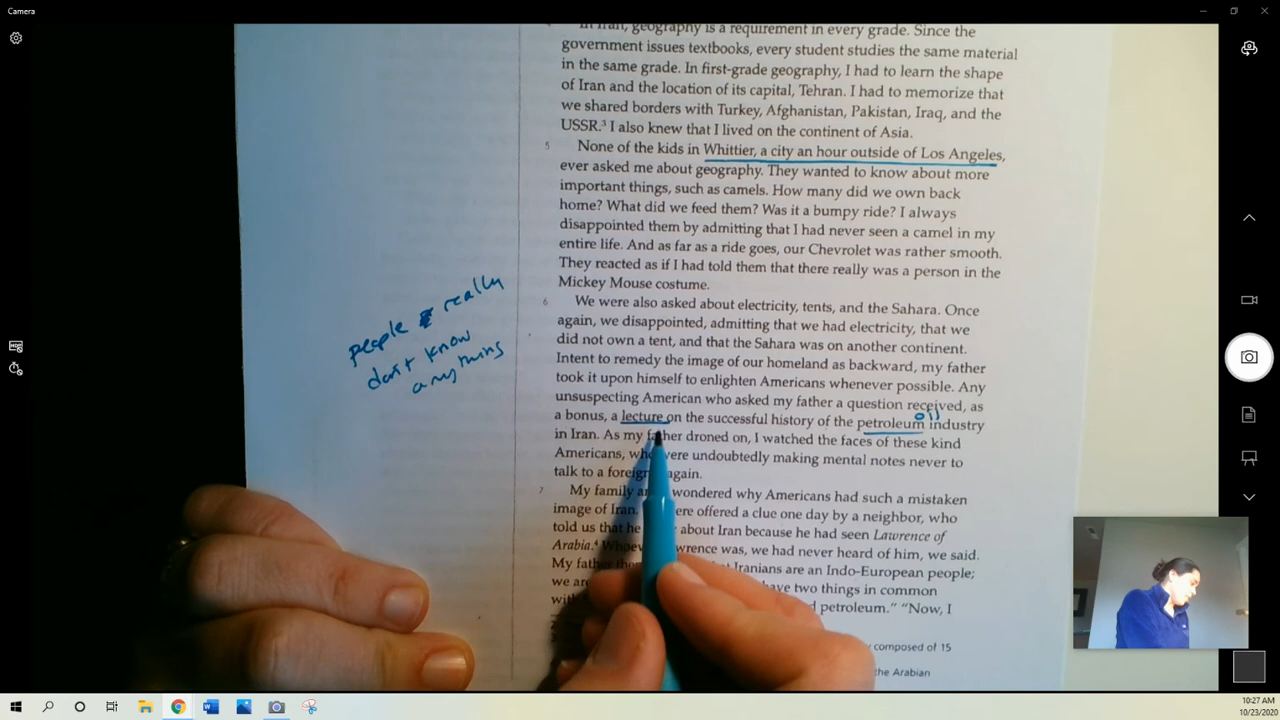 Camera
In Iran, geography is a requirement in every grade. Since the
government issues textbooks, every student studies the same material
in the same grade. In first-grade geography, I had to learn the shape
of Iran and the location of its capital, Tehran. I had to memorize that
we shared borders with Turkey, Afghanistan, Pakistan, Iraq, and the
USSR.³ I also knew that I lived on the continent of Asia.
5 None of the kids in Whittier, a city an hour outside of Los Angeles,
ever asked me about geography. They wanted to know about more
important things, such as camels. How many did we own back
home? What did we feed them? Was it a bumpy ride? I always
disappointed them by admitting that I had never seen a camel in my
entire life. And as far as a ride goes, our Chevrolet was rather smooth.
They reacted as if I had told them that there really was a person in the
Mickey Mouse costume.
6 We were also asked about electricity, tents, and the Sahara. Once
again, we disappointed, admitting that we had electricity, that we
did not own a tent, and that the Sahara was on another continent.
Intent to remedy the image of our homeland as backward, my father
took it upon himself to enlighten Americans whenever possible. Any
unsuspecting American who asked my father a question received, as
oil
a bonus, a lecture on the successful history of the petroleum industry
in Iran. As my father droned on, I watched the faces of these kind
Americans, who were undoubtedly making mental notes never to
talk to a foreigner again.
7 My family and wondered why Americans had such a mistaken
image of Iran. were offered a clue one day by a neighbor, who
told us that he about Iran because he had seen Lawrence of
Arabia.⁴ Whoever Lawrence was, we had never heard of him, we said.
My father Iranians are an Indo-European people;
we are have two things in common
petroleum." "Now, I
composed of 15
the Arabian
people really
don't know
anything
10:27 AM
10/23/2020